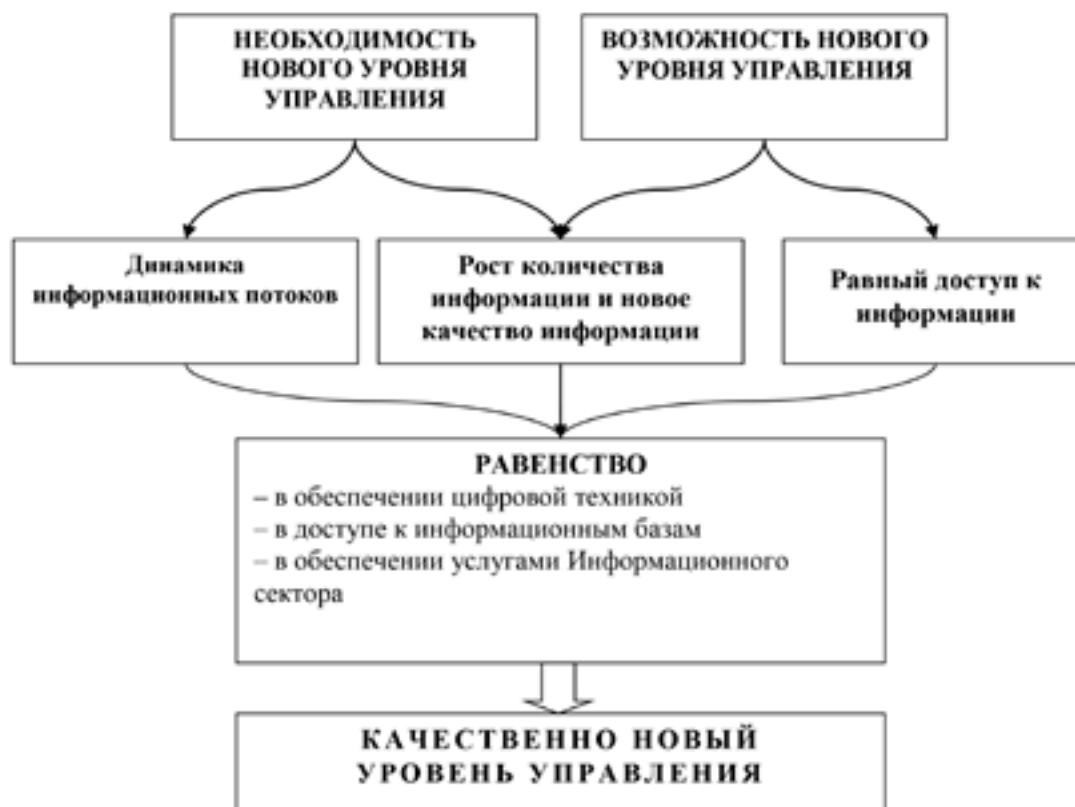 НЕОБХОДИМОСТЬ
НОВОГО УРОВНЯ
УПРАВЛЕНИЯ
ВОЗМОЖНОСТЬ НОВОГО
УРОВНЯ УПРАВЛЕНИЯ
Динамика
информационных потоков
Рост количества
информации и новое
качество информации
Равный доступ к
информации
РАВЕНСТВО
– в обеспечении цифровой техникой
– в доступе к информационным базам
– в обеспечении услугами Информационного
сектора
КАЧЕСТВЕННО НОВЫЙ
УРОВЕНЬ УПРАВЛЕНИЯ